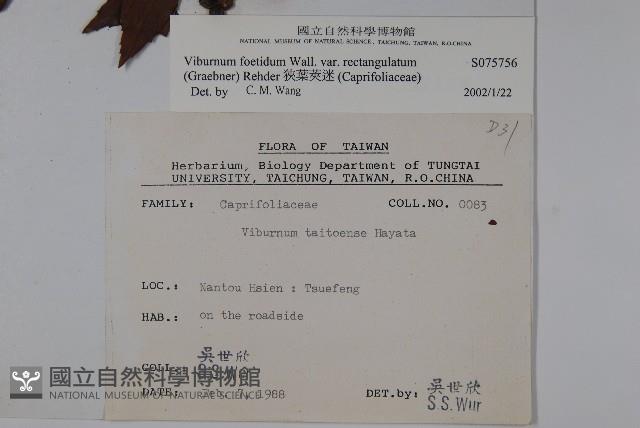 國立自然科學博物館
NATIONAL MUSEUM OF NATURAL SCIENCE, TAICHUNG, TAIWAN, R.O.CHINA
Viburnum foetidum Wall. var. rectangulatum S075756
(Graebner) Rehder 狹葉莢迷 (Caprifoliaceae)
Det. by C. M. Wang 2002/1/22
D31
FLORA OF TAIWAN
Herbarium, Biology Department of TUNGTAI
UNIVERSITY, TAICHUNG, TAIWAN, R.O.CHINA
FAMILY: Caprifoliaceae COLL.NO. 0083
Viburnum taitoense Hayata
LOC.: Nantou Hsien : Tsuefeng
HAB.: on the roadside
吳世欣
COLL.:
國立自然科學博物館
NATIONAL MUSEUM OF NATURAL SCIENCE
DATE: 1988 DET.by: 吳世欣
S.S.Wur